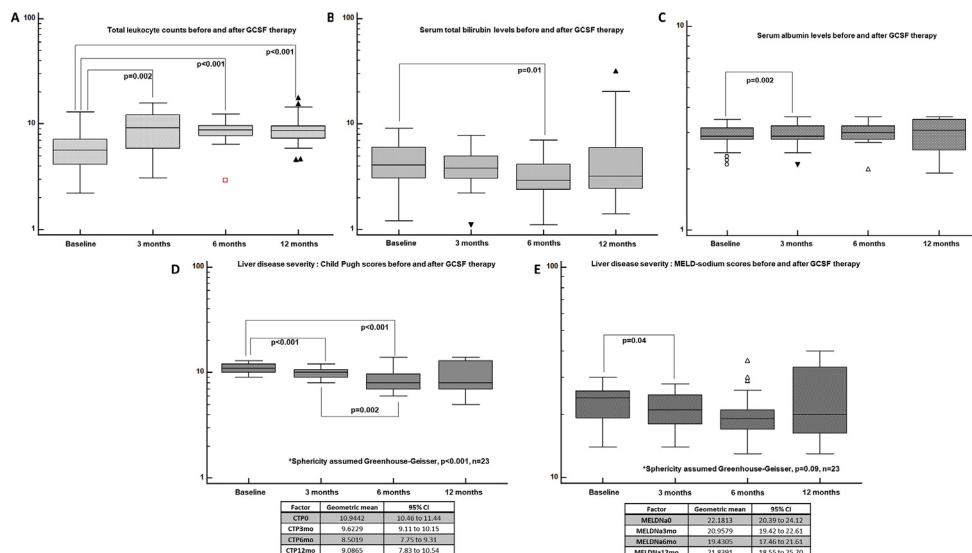 A
Total leukocyte counts before and after GCSF therapy
100
10
1
p<0.001
p<0.001
p=0.002
Baseline 3 months 6 months 12 months
B
Serum total bilirubin levels before and after GCSF therapy
100
10
1
p=0.01
Baseline 3 months 6 months 12 months
C
Serum albumin levels before and after GCSF therapy
10
1
p=0.002
Baseline 3 months 6 months 12 months
D
Liver disease severity : Child Pugh scores before and after GCSF therapy
100
10
1
p<0.001
p<0.001
p=0.002
*Sphericity assumed Greenhouse-Geisser, p<0.001, n=23
Baseline 3 months 6 months 12 months
Factor Geometric mean 95% CI
CTP0 10.9442 10.46 to 11.44
CTP3mo 9.6229 9.11 to 10.15
CTP6mo 8.5019 7.75 to 9.31
CTP12mo 9.0865 7.83 to 10.54
E
Liver disease severity : MELD-sodium scores before and after GCSF therapy
100
10
p=0.04
*Sphericity assumed Greenhouse-Geisser, p=0.09, n=23
Baseline 3 months 6 months 12 months
Factor Geometric mean 95% CI
MELDNa0 22.1813 20.39 to 24.12
MELDNa3mo 20.9579 19.42 to 22.61
MELDNa6mo 19.4305 17.46 to 21.61
MELDNa12mo 21.8391 18.55 to 25.70